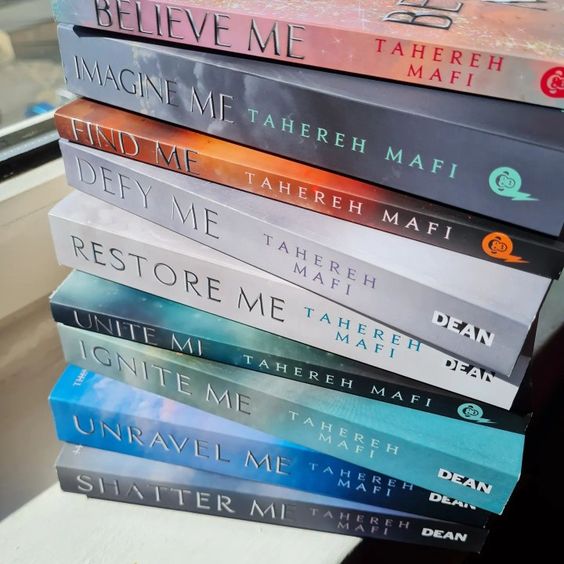 BELIEVE ME TAHEREH
MAFI
IMAGINE ME TAHEREH MAFI
FIND ME TAHEREH MAFI
DEFY ME TAHEREH
MAFI DEAN
RESTORE ME TAHEREH
MAFI DEAN
UNITE ME TAHEREH MAFI
IGNITE ME TAHEREH
MAFI DEAN
UNRAVEL ME TAHEREH
MAFI DEAN
SHATTER ME TAHEREH
MAFI DEAN